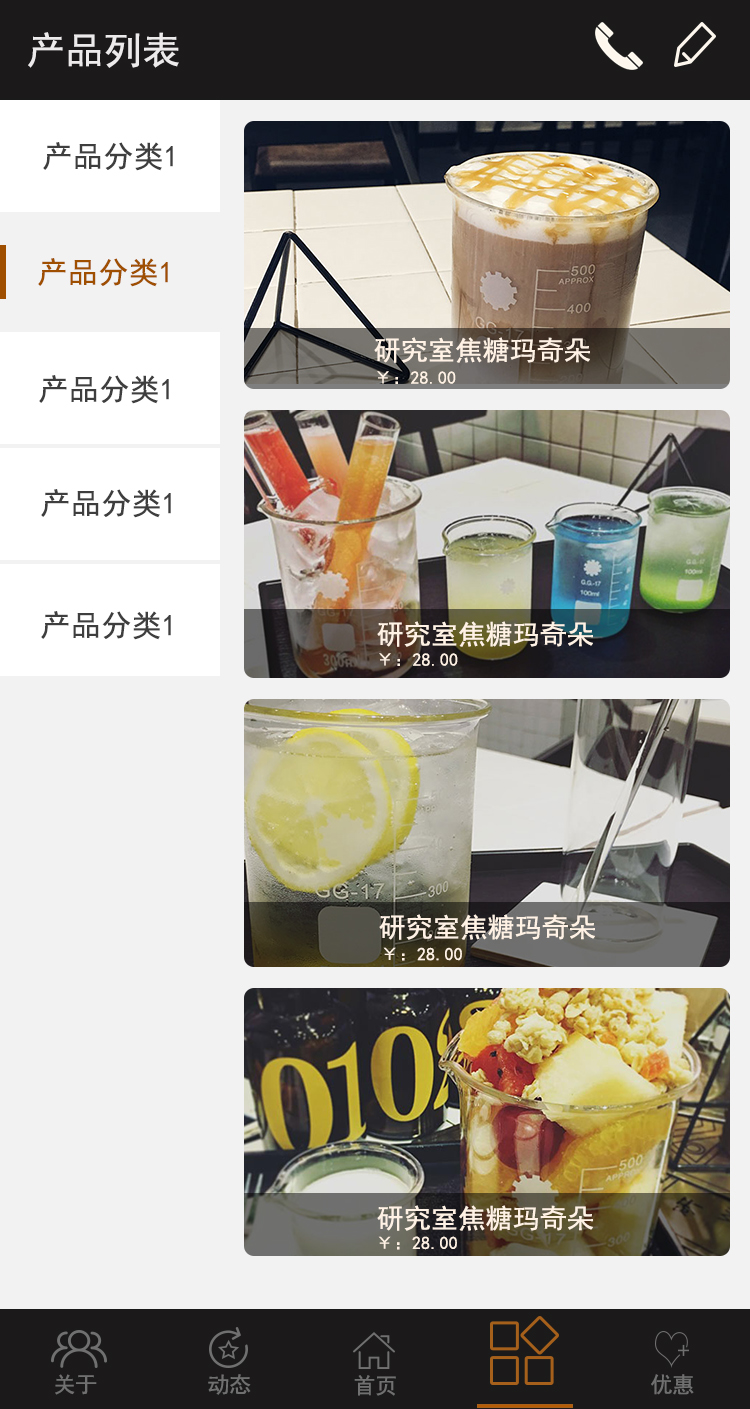 产品列表
产品分类1
产品分类1
产品分类1
产品分类1
产品分类1
500
APPROX
400
GG-17
研究室焦糖玛奇朵
￥：28.00
G.G.-17
100ml
100ml
研究室焦糖玛奇朵
￥：28.00
GG-17
300
研究室焦糖玛奇朵
￥：28.00
010
500
研究室焦糖玛奇朵
￥：28.00
300
关于
动态
首页
优惠